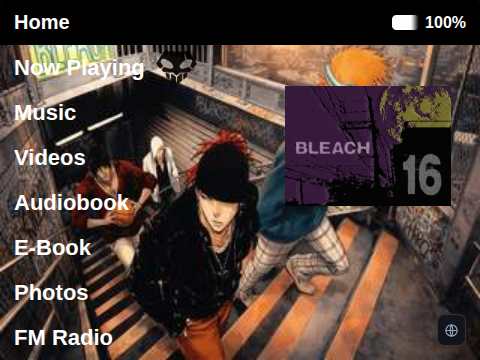 Home
100%
Now Playing
Music
BLEACH
16
Videos
Audiobook
E-Book
Photos
FM Radio